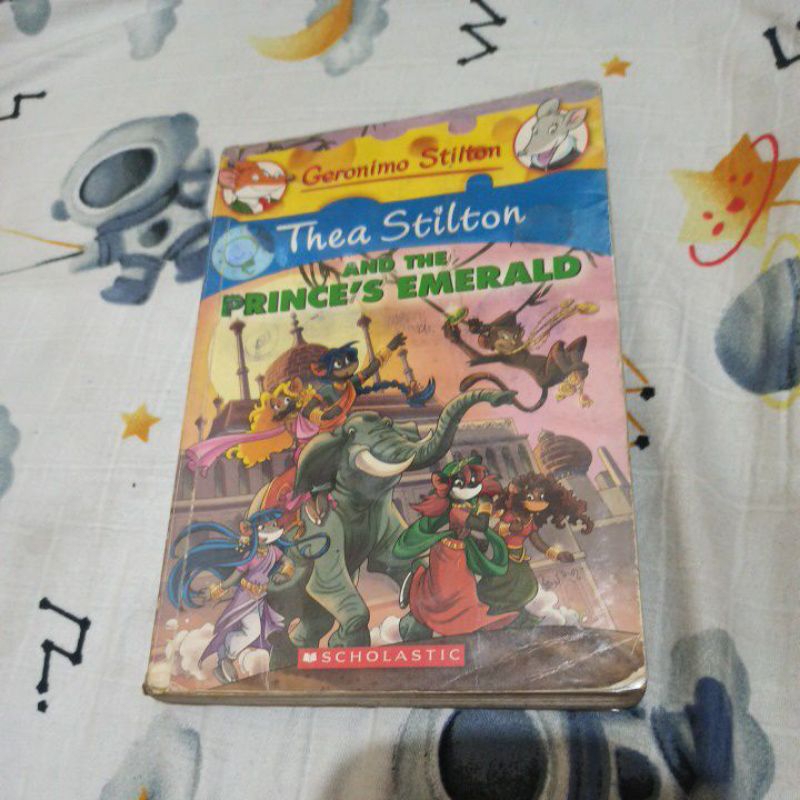 Geronimo Stilton
Thea Stilton
AND THE
PRINCE'S EMERALD
SCHOLASTIC